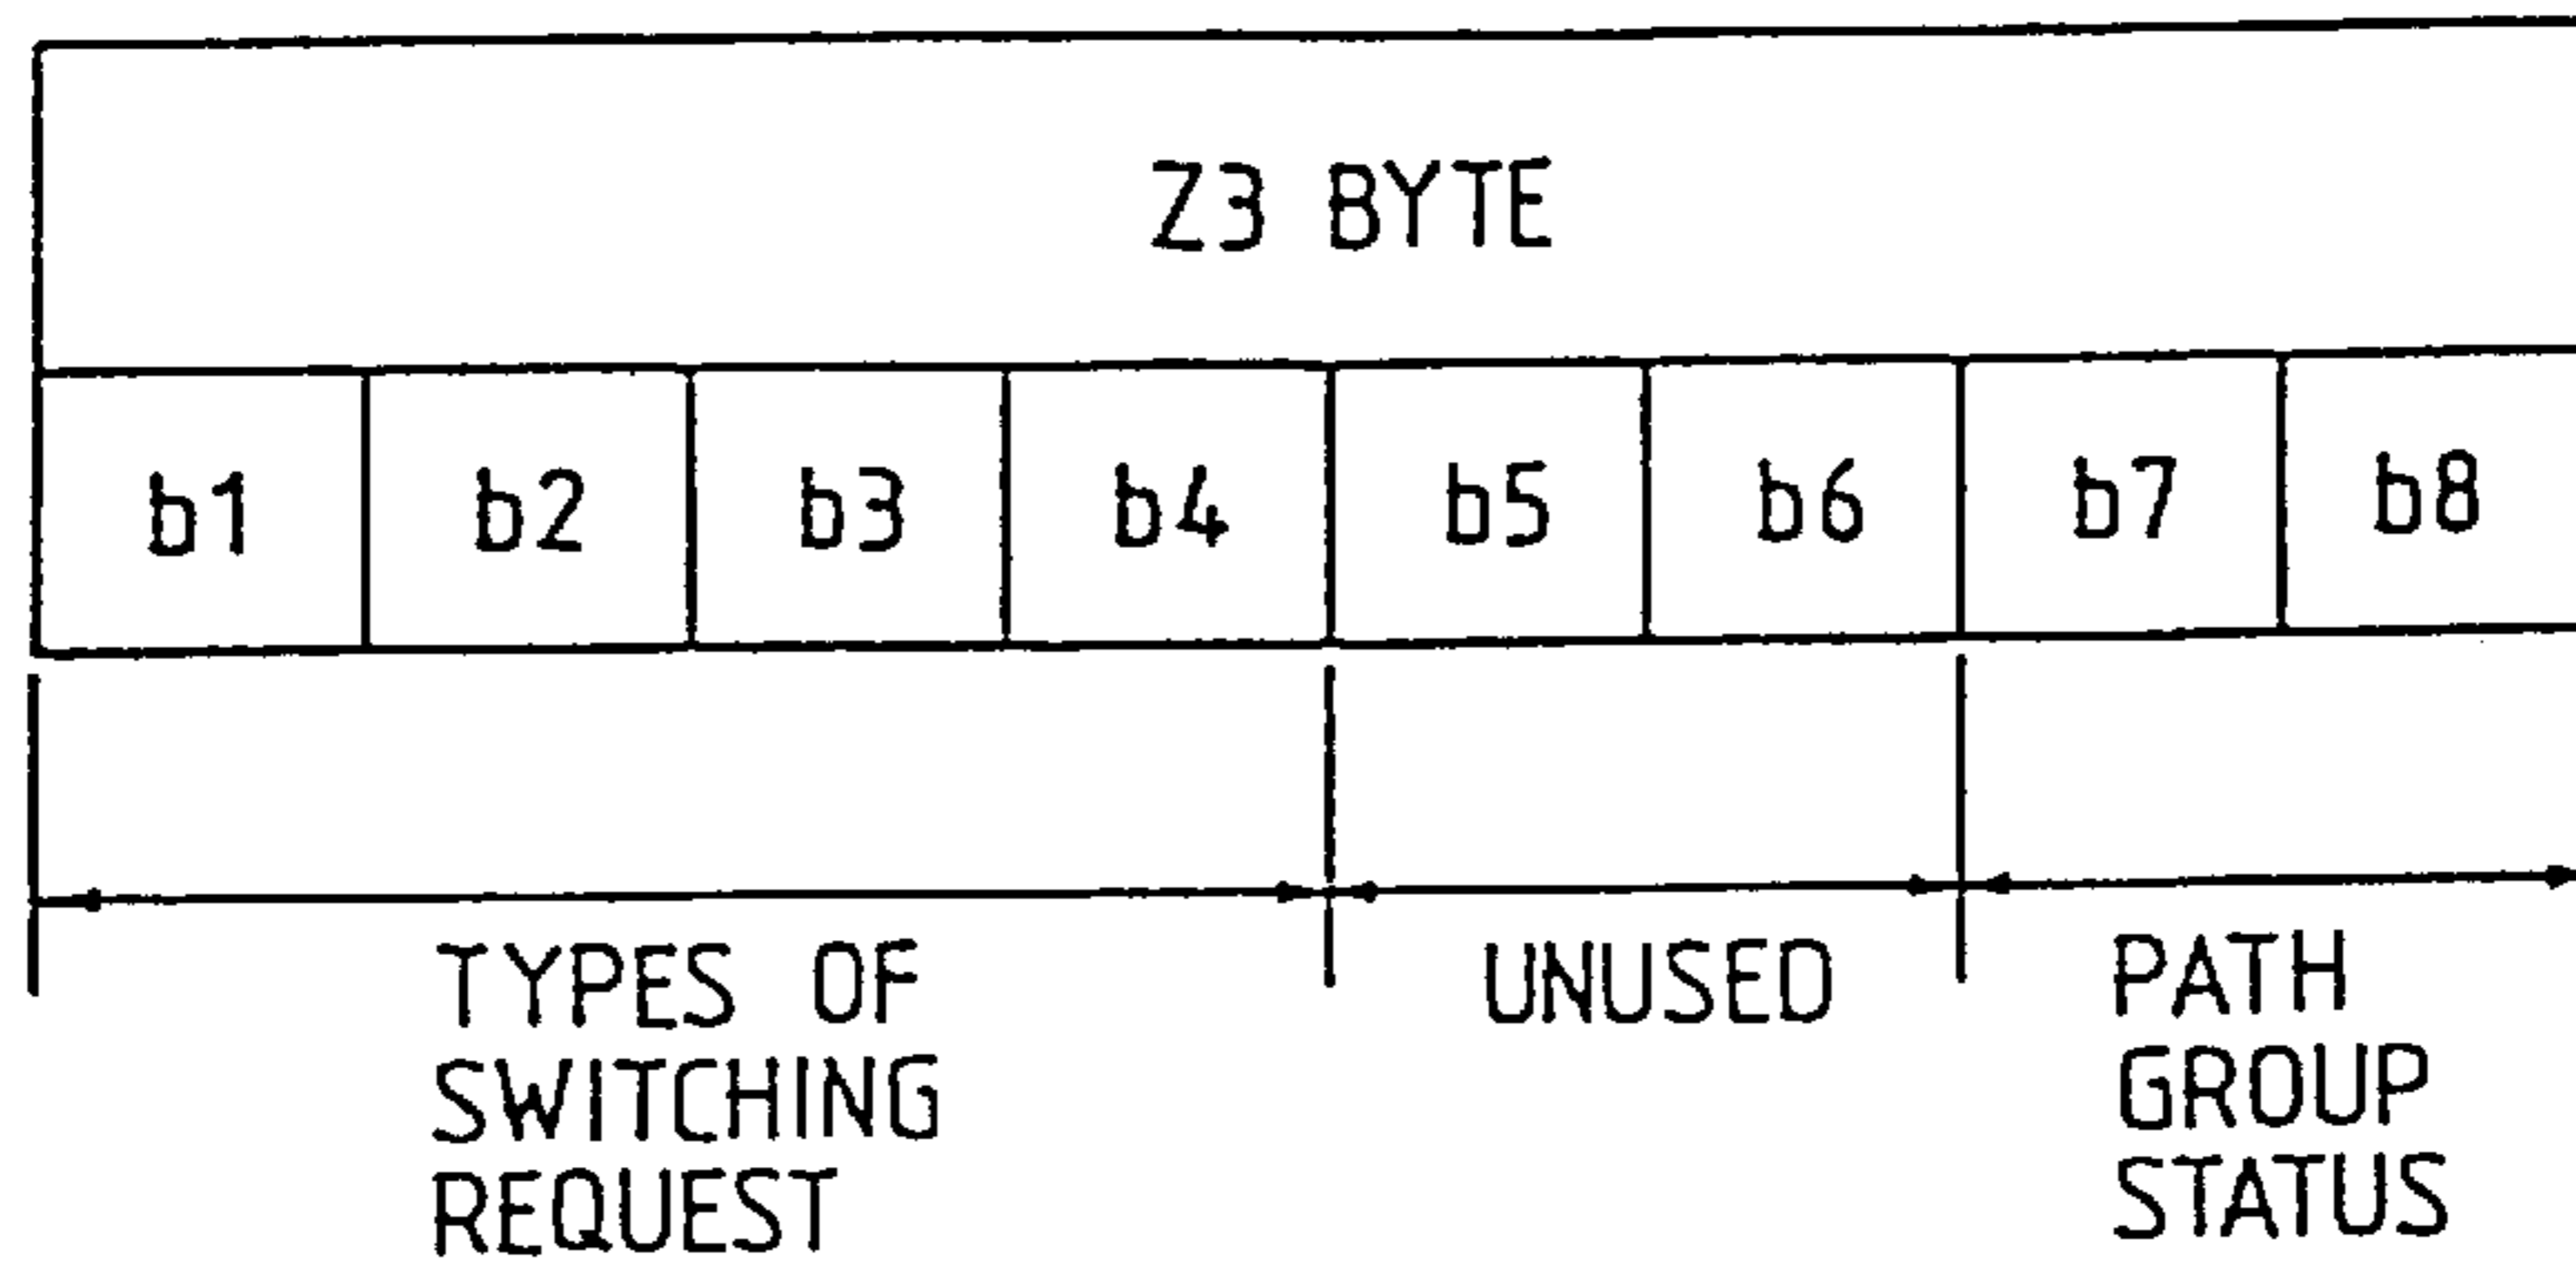 Z3 BYTE
b1 b2 b3 b4 b5 b6 b7 b8
TYPES OF
SWITCHING
REQUEST
UNUSED
PATH
GROUP
STATUS